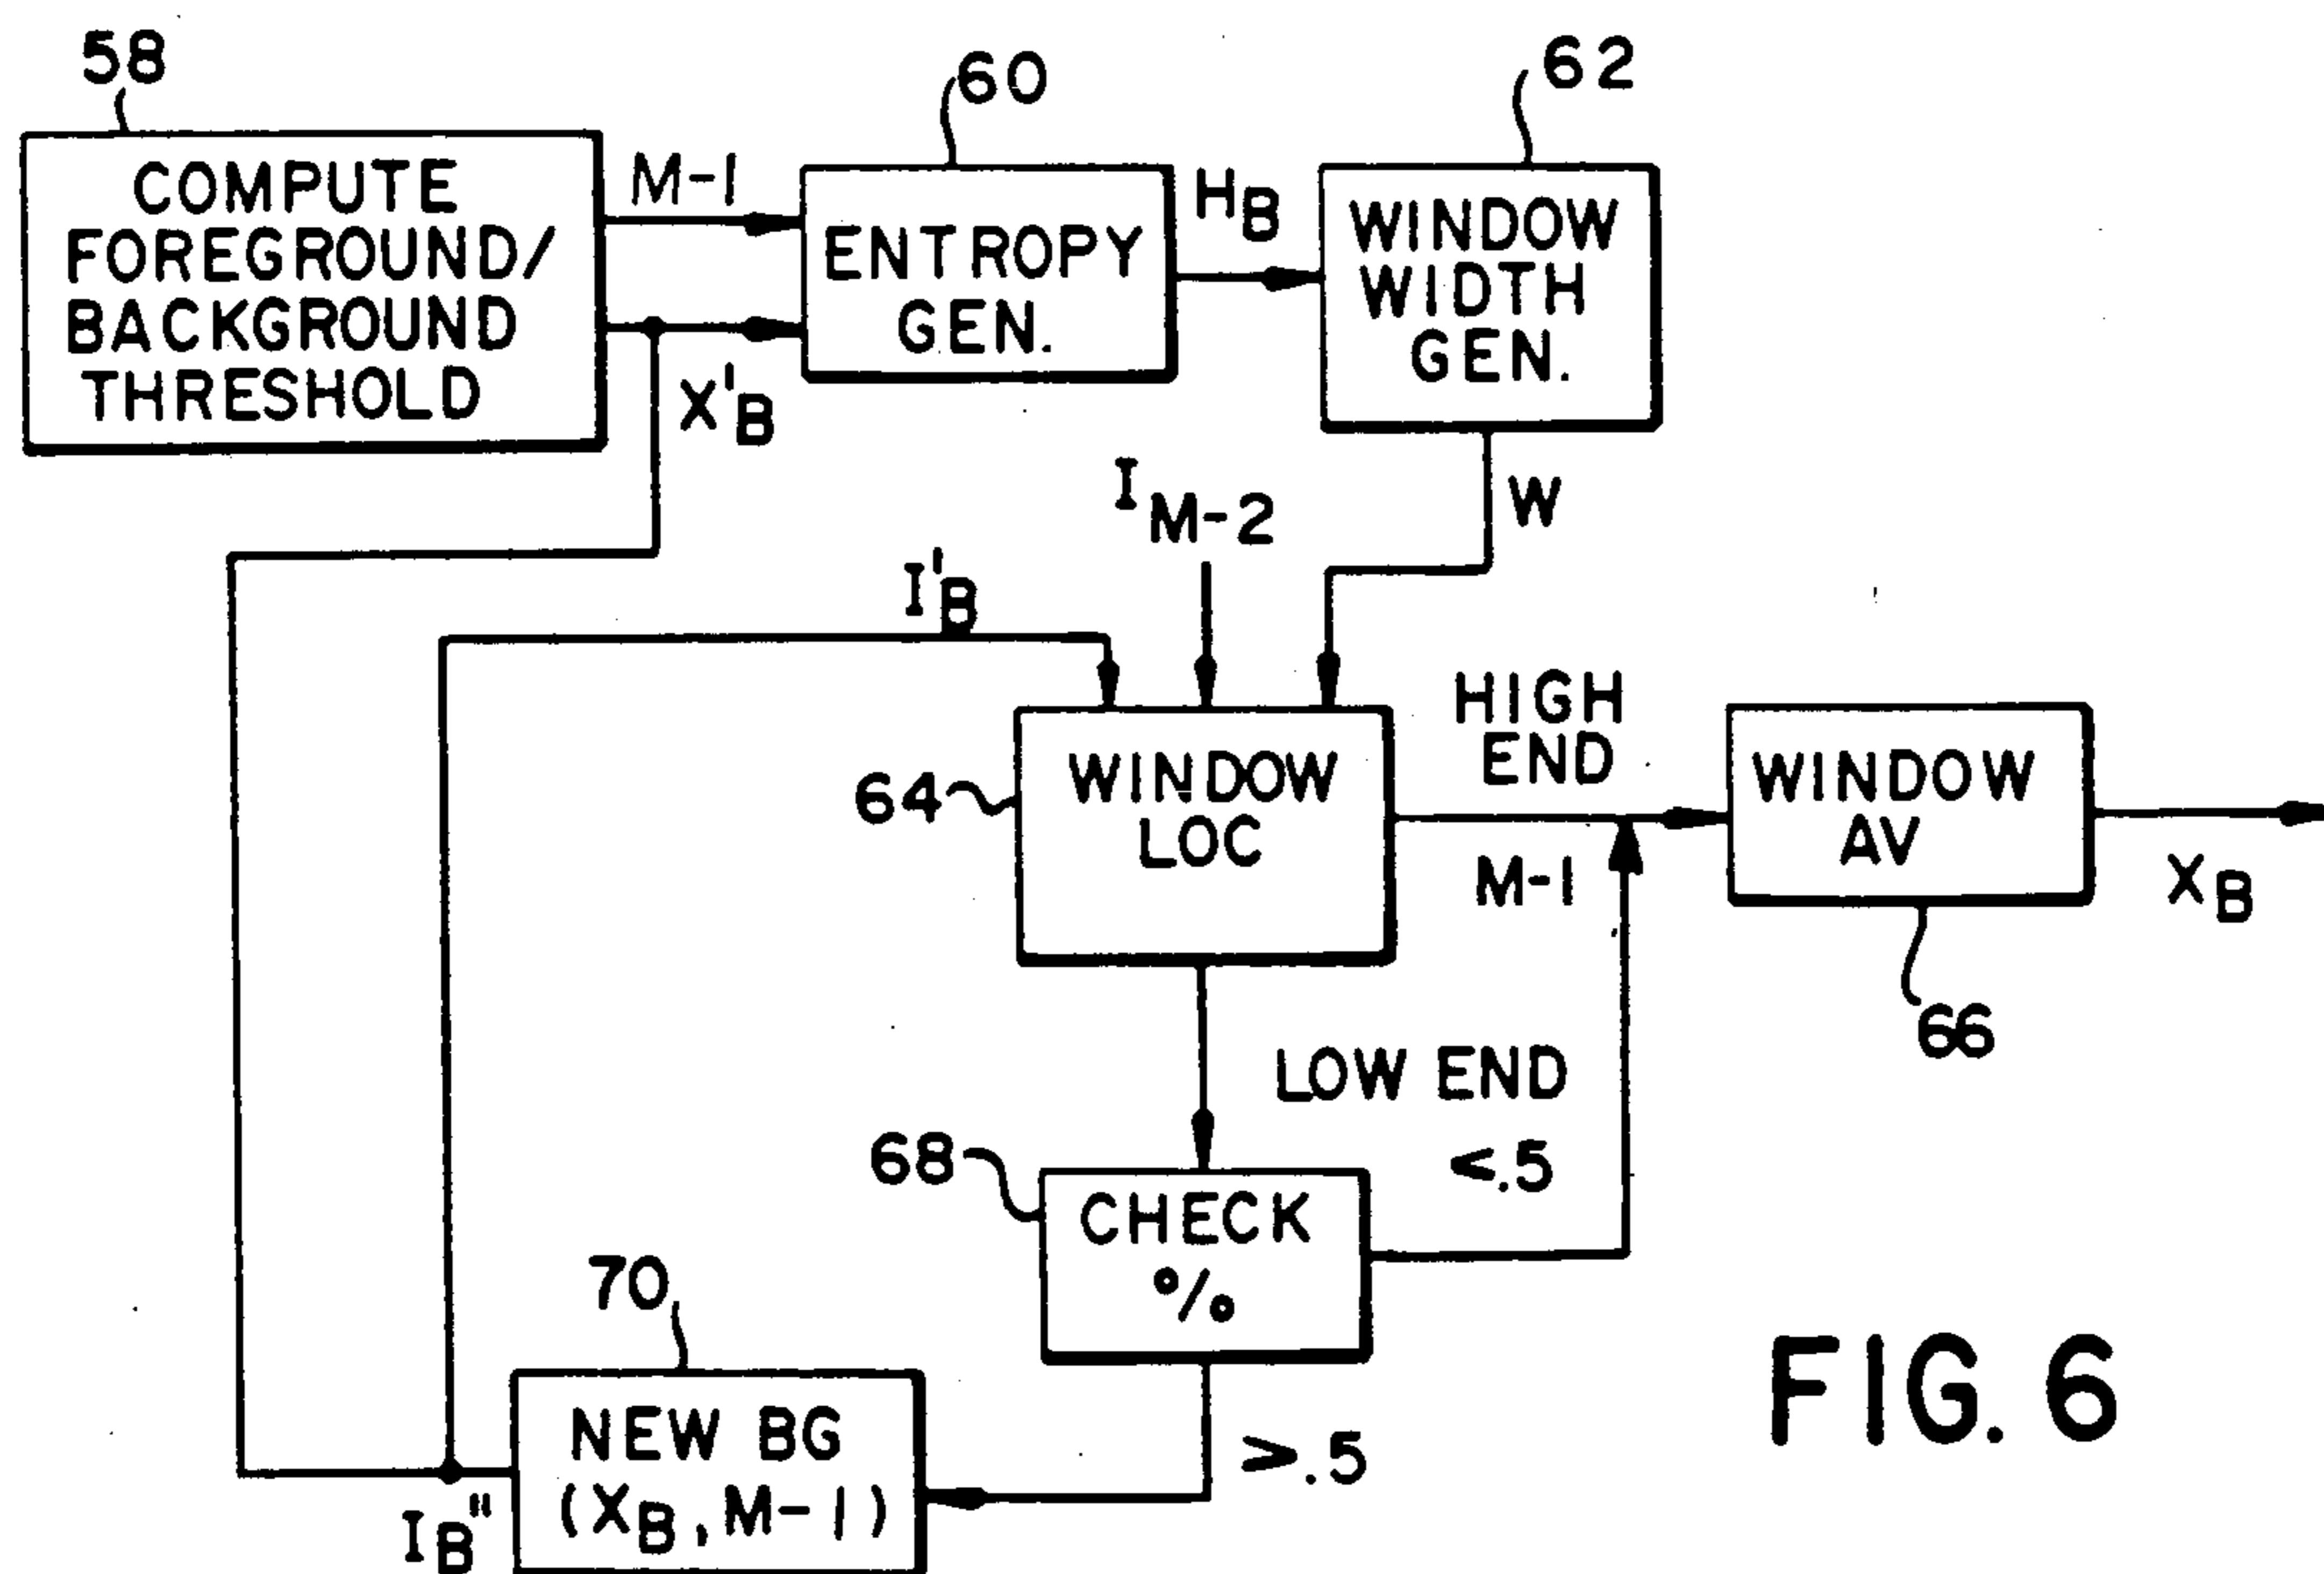 58
60
62
COMPUTE
FOREGROUND/
BACKGROUND
THRESHOLD
M-1
X'B
ENTROPY
GEN.
HB
WINDOW
WIDTH
GEN.
W
IM-2
I'B
64
WINDOW
LOC
HIGH
END
M-1
WINDOW
AV
XB
66
LOW END
<.5
68
CHECK
%
>.5
70
NEW BG
(XB, M-1)
IB"
FIG. 6